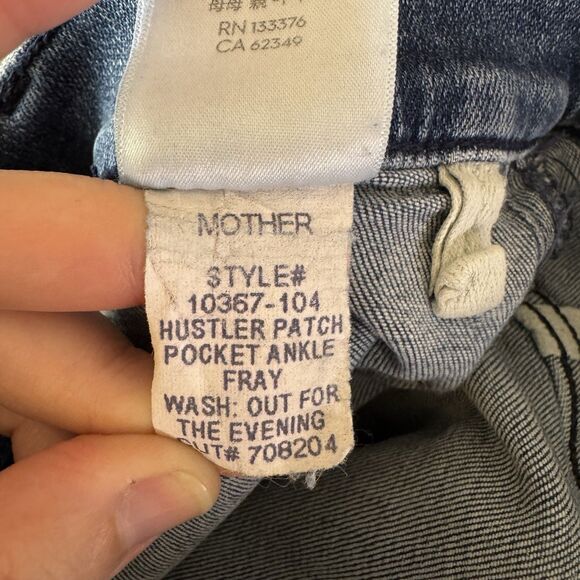 RN 133376
CA 62349
MOTHER
STYLE#
10367-104
HUSTLER PATCH
POCKET ANKLE
FRAY
WASH: OUT FOR
THE EVENING
CUT# 708204